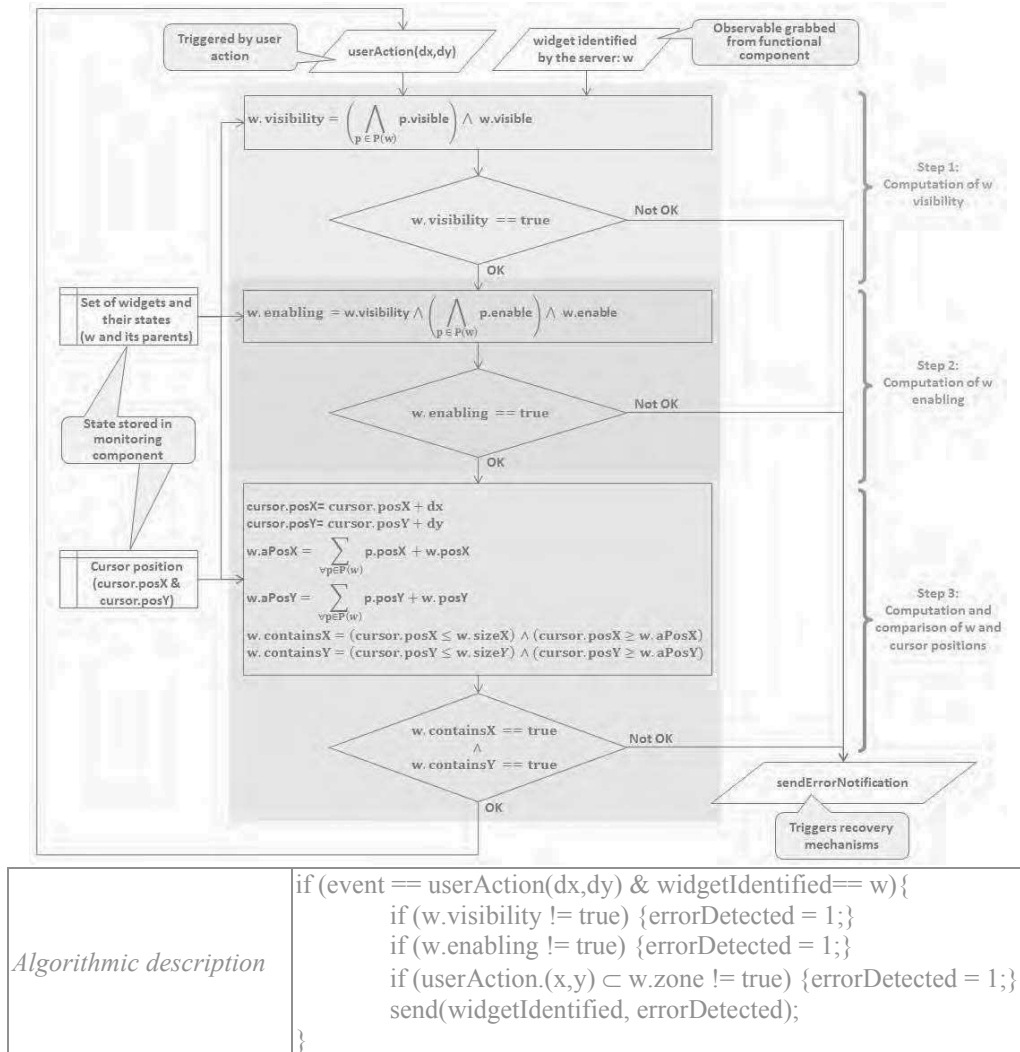 Triggered by user
action
userAction(dx,dy)
widget identified
by the server: w
Observable grabbed
from functional
component
w.visibility = (⋀ p∈P(w) p.visible) ∧ w.visible
Step 1:
Computation of w
visibility
w.visibility == true
Not OK
OK
Set of widgets and
their states
(w and its parents)
w.enabling = w.visibility ∧ (⋀ p∈P(w) p.enable) ∧ w.enable
Step 2:
Computation of w
enabling
w.enabling == true
Not OK
OK
State stored in
monitoring
component
cursor.posX= cursor.posX + dx
cursor.posY= cursor.posY + dy
w.aPosX = ∑ ∀p∈P(w) p.posX + w.posX
w.aPosY = ∑ ∀p∈P(w) p.posY + w.posY
w.containsX = (cursor.posX ≤ w.sizeX) ∧ (cursor.posX ≥ w.aPosX)
w.containsY = (cursor.posY ≤ w.sizeY) ∧ (cursor.posY ≥ w.aPosY)
Cursor position
(cursor.posX &
cursor.posY)
Step 3:
Computation and
comparison of w and
cursor positions
w.containsX == true
∧
w.containsY == true
Not OK
OK
sendErrorNotification
Triggers recovery
mechanisms
Algorithmic description
if (event == userAction(dx,dy) & widgetIdentified== w){
if (w.visibility != true) {errorDetected = 1;}
if (w.enabling != true) {errorDetected = 1;}
if (userAction.(x,y) ⊂ w.zone != true) {errorDetected = 1;}
send(widgetIdentified, errorDetected);
}